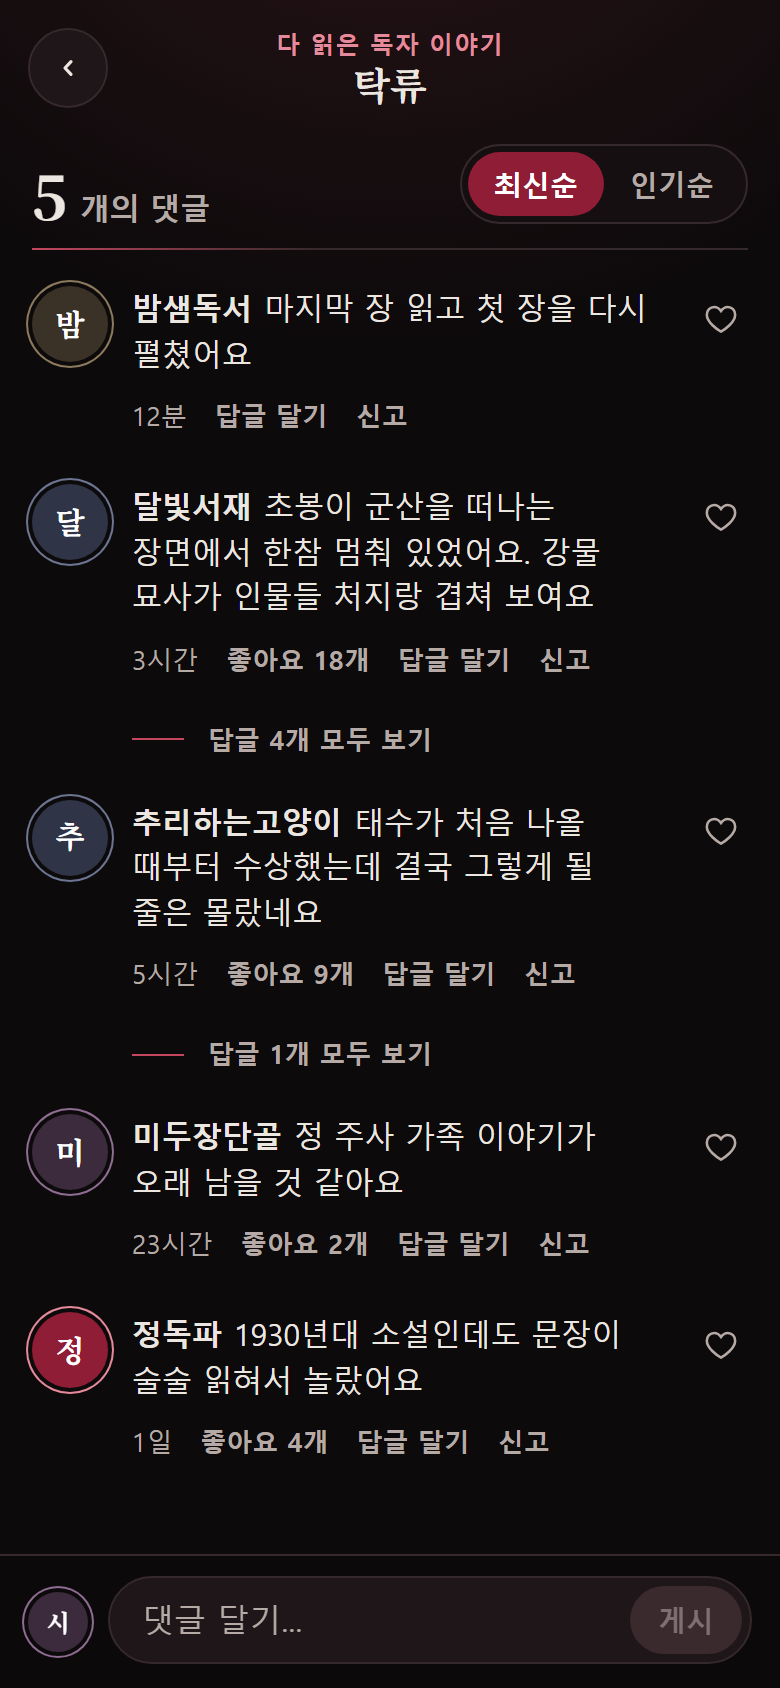 다 읽은 독자 이야기
탁류
5 개의 댓글
최신순 인기순
밤
밤샘독서 마지막 장 읽고 첫 장을 다시
펼쳤어요
12분 답글 달기 신고
달
달빛서재 초봉이 군산을 떠나는
장면에서 한참 멈춰 있었어요. 강물
묘사가 인물들 처지랑 겹쳐 보여요
3시간 좋아요 18개 답글 달기 신고
답글 4개 모두 보기
추
추리하는고양이 태수가 처음 나올
때부터 수상했는데 결국 그렇게 될
줄은 몰랐네요
5시간 좋아요 9개 답글 달기 신고
답글 1개 모두 보기
미
미두장단골 정 주사 가족 이야기가
오래 남을 것 같아요
23시간 좋아요 2개 답글 달기 신고
정
정독파 1930년대 소설인데도 문장이
술술 읽혀서 놀랐어요
1일 좋아요 4개 답글 달기 신고
시
댓글 달기...
게시